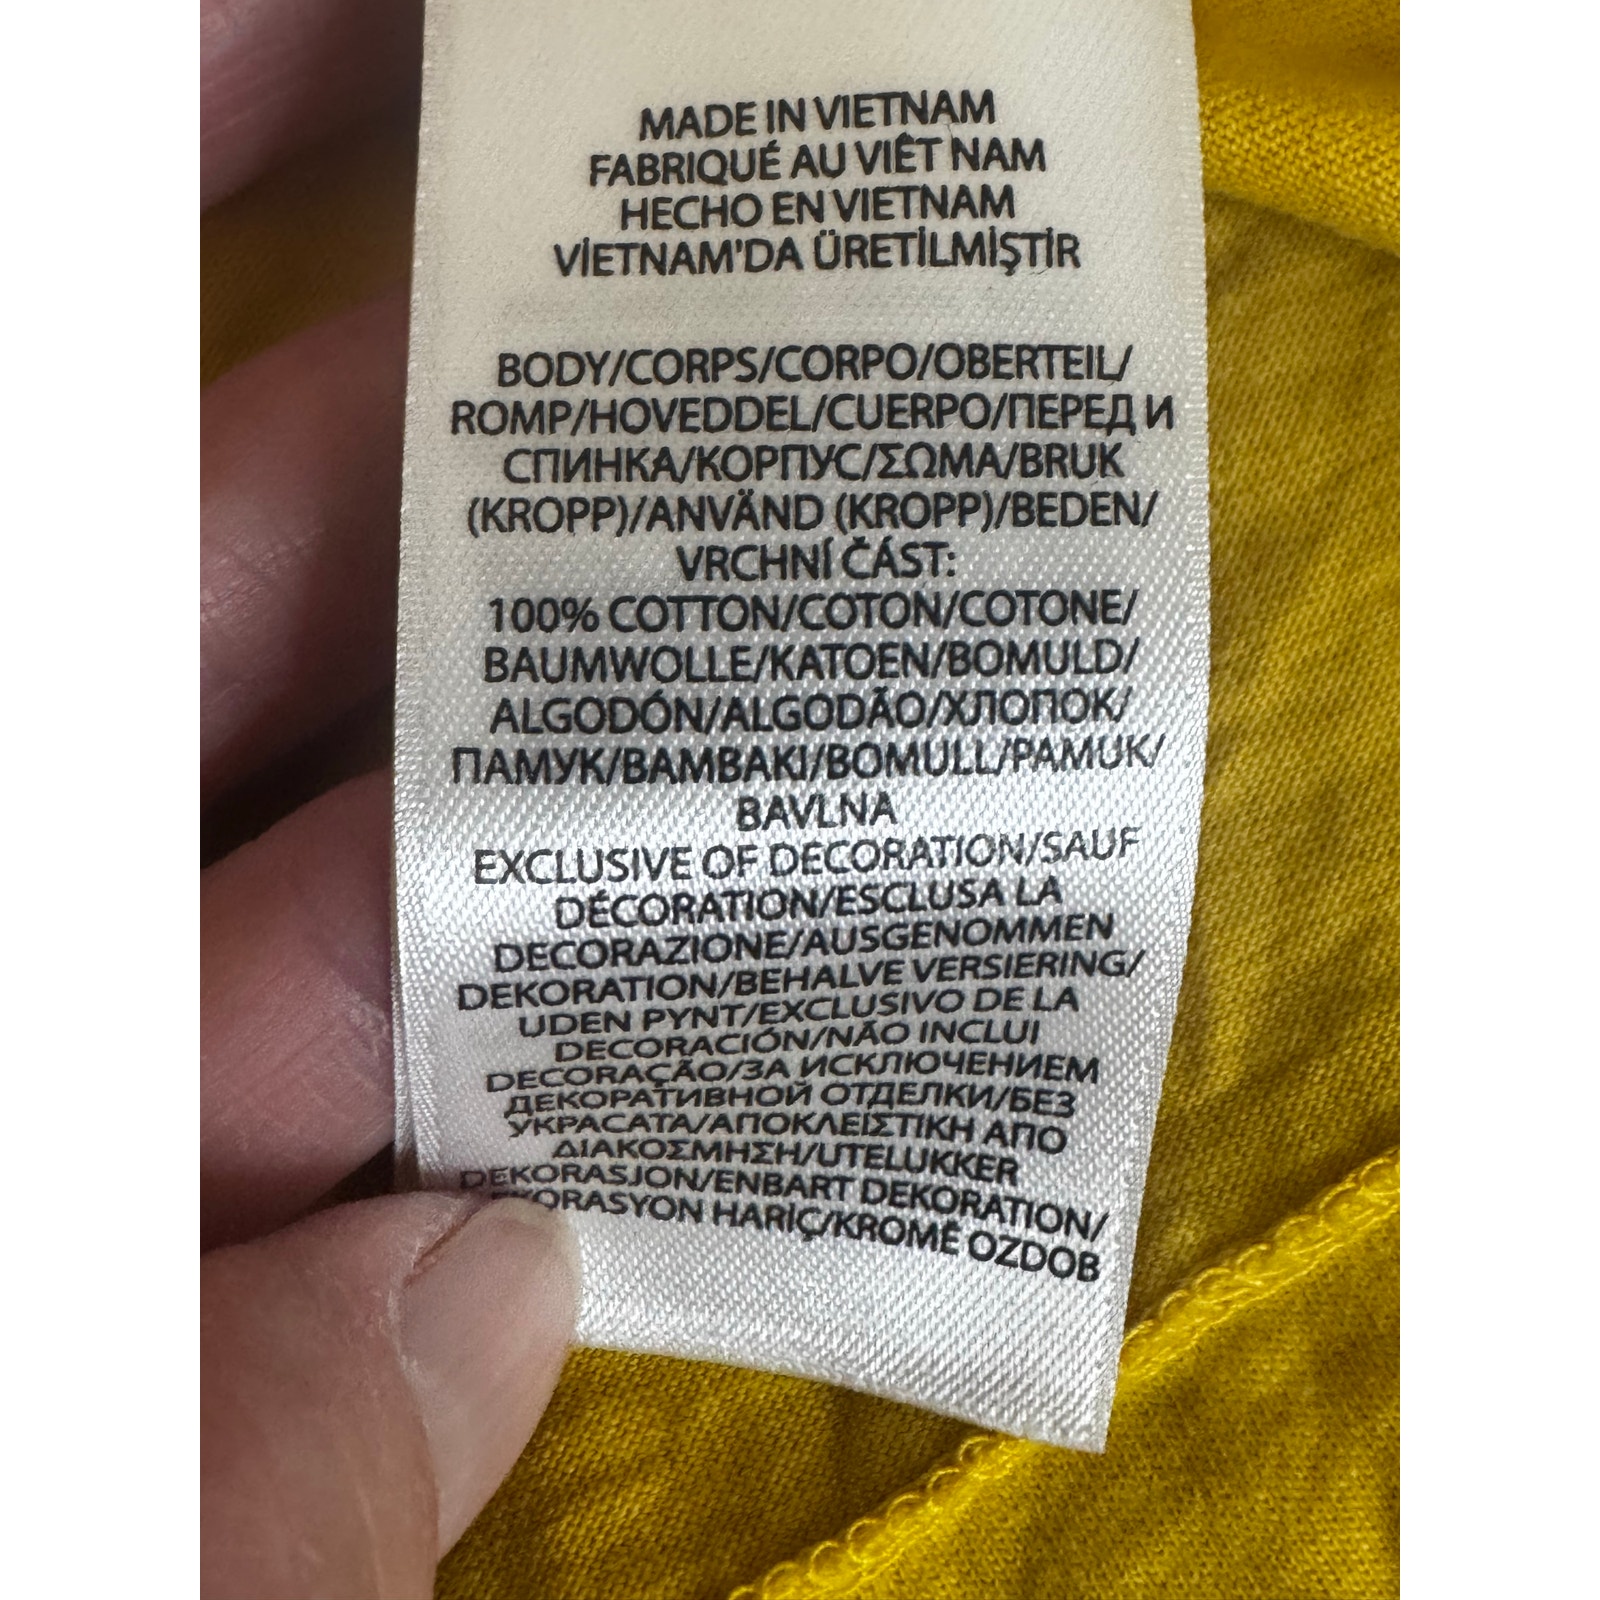 MADE IN VIETNAM
FABRIQUÉ AU VIÊT NAM
HECHO EN VIETNAM
VİETNAM'DA ÜRETİLMİŞTİR
BODY/CORPS/CORPO/OBERTEIL/
ROMP/HOVEDDEL/CUERPO/ПЕРЕД И
СПИНКА/КОРПУС/ΣΩΜΑ/BRUK
(KROPP)/ANVÄND (KROPP)/BEDEN/
VRCHNÍ ČÁST:
100% COTTON/COTON/COTONE/
BAUMWOLLE/KATOEN/BOMULD/
ALGODÓN/ALGODÃO/ХЛОПОК/
ПАМУК/BAMBAKI/BOMULL/PAMUK/
BAVLNA
EXCLUSIVE OF DECORATION/SAUF
DÉCORATION/ESCLUSA LA
DECORAZIONE/AUSGENOMMEN
DEKORATION/BEHALVE VERSIERING/
UDEN PYNT/EXCLUSIVO DE LA
DECORACIÓN/NÃO INCLUI
DECORAÇÃO/ЗА ИСКЛЮЧЕНИЕМ
ДЕКОРАТИВНОЙ ОТДЕЛКИ/БЕЗ
УКРАСАТА/ΑΠΟΚΛΕΙΣΤΙΚΗ ΑΠΟ
ΔΙΑΚΟΣΜΗΣΗ/UTELUKKER
DEKORASJON/ENBART DEKORATION/
KORASYON HARİÇ/KROMĚ OZDOB